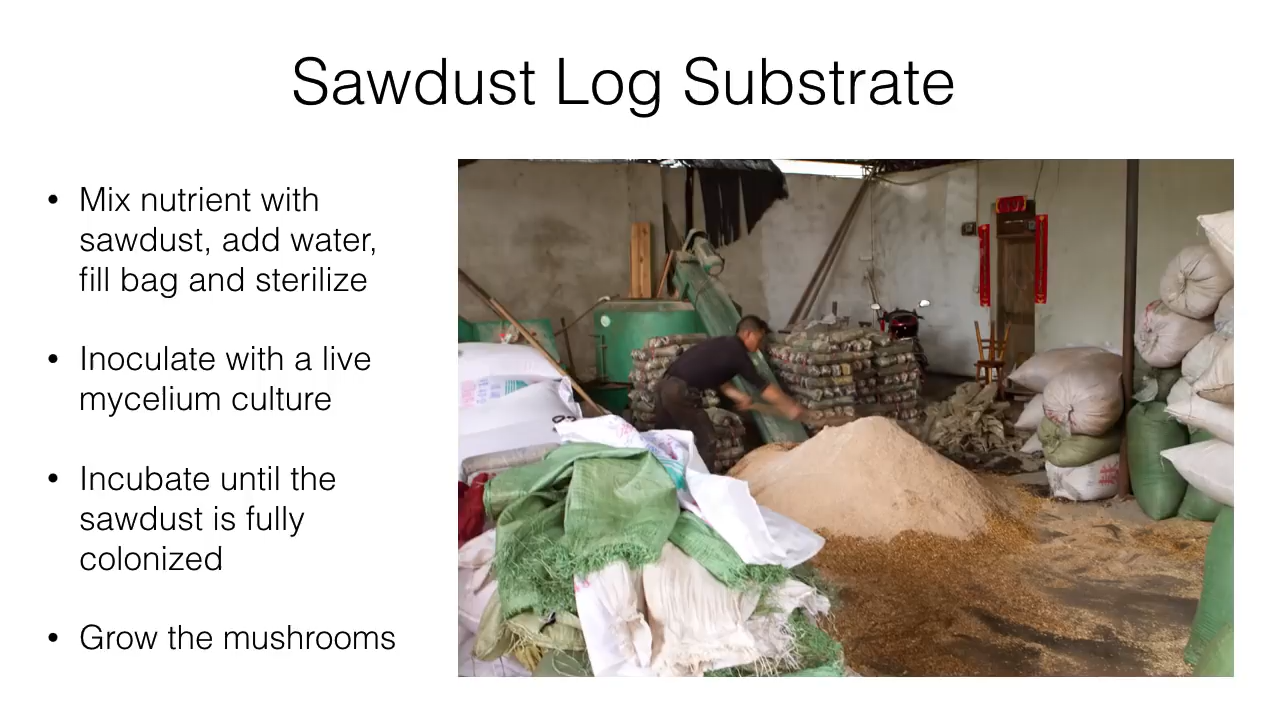 Sawdust Log Substrate
• Mix nutrient with
sawdust, add water,
fill bag and sterilize
• Inoculate with a live
mycelium culture
• Incubate until the
sawdust is fully
colonized
• Grow the mushrooms